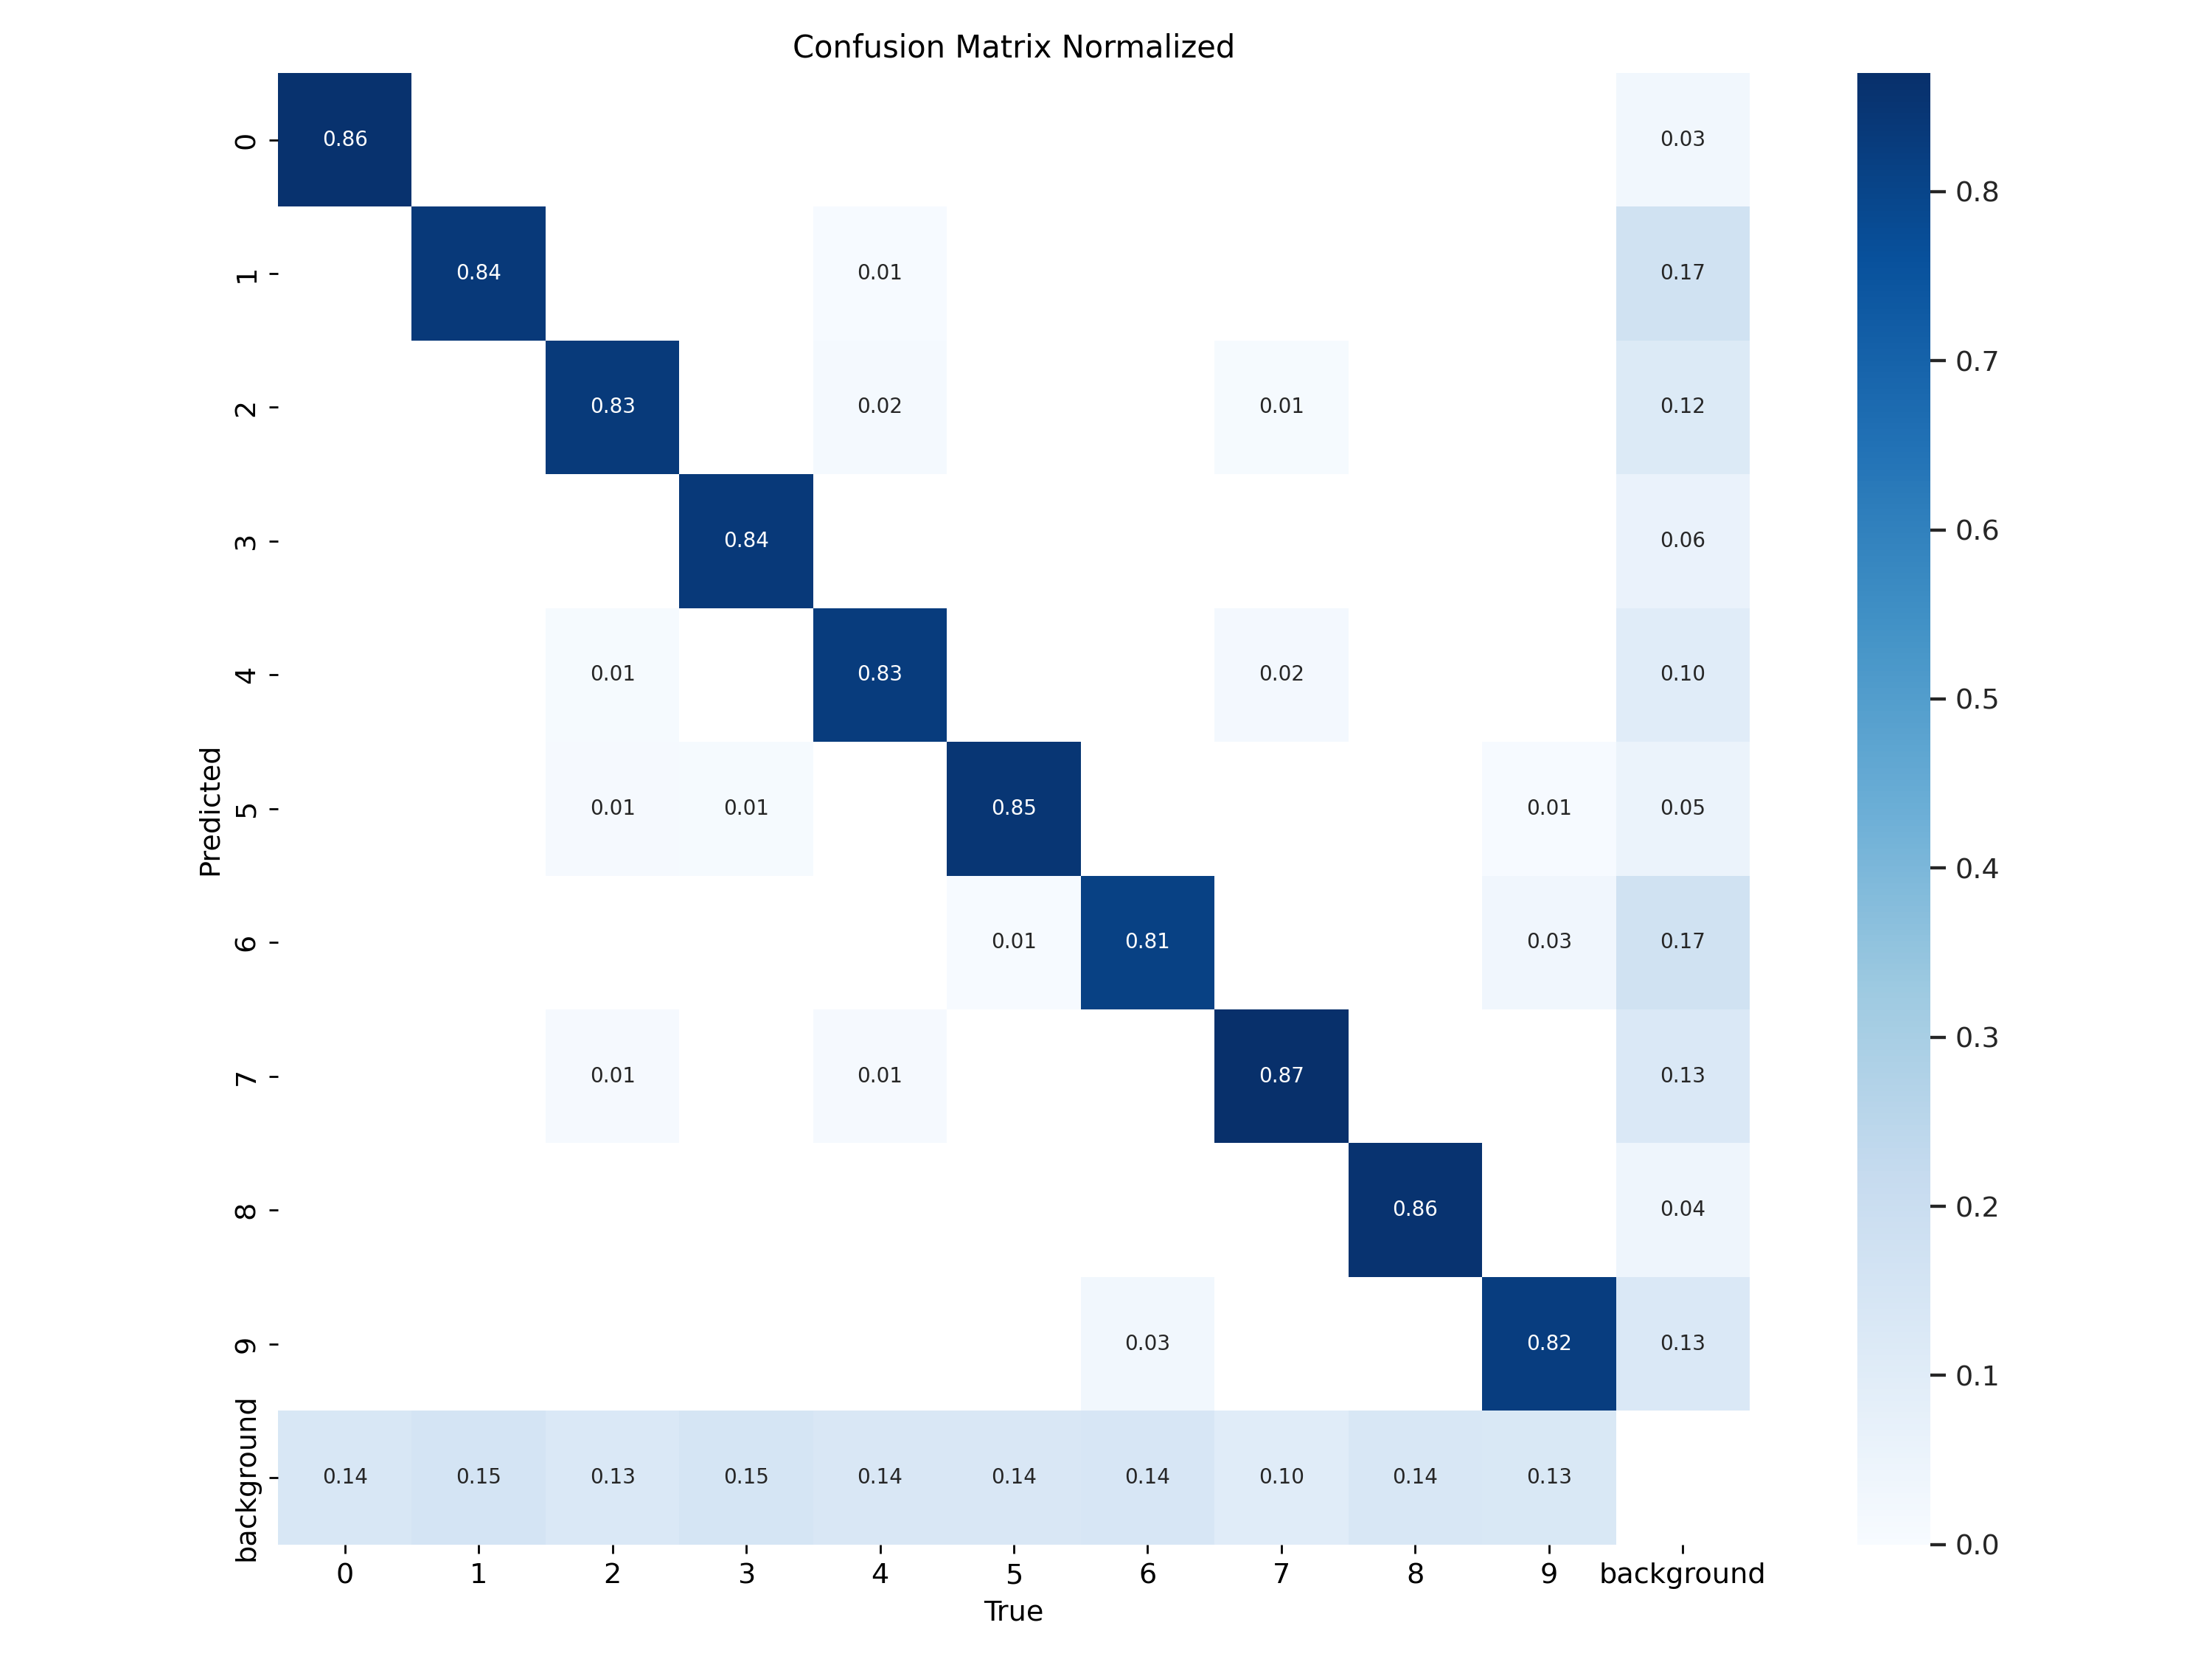 Confusion Matrix Normalized
0 0.86 0.03
1 0.84 0.01 0.17
2 0.83 0.02 0.01 0.12
3 0.84 0.06
4 0.01 0.83 0.02 0.10
5 0.01 0.01 0.85 0.01 0.05
6 0.01 0.81 0.03 0.17
7 0.01 0.01 0.87 0.13
8 0.86 0.04
9 0.03 0.82 0.13
background 0.14 0.15 0.13 0.15 0.14 0.14 0.14 0.10 0.14 0.13
0 1 2 3 4 5 6 7 8 9 background
True
Predicted
0.8
0.7
0.6
0.5
0.4
0.3
0.2
0.1
0.0